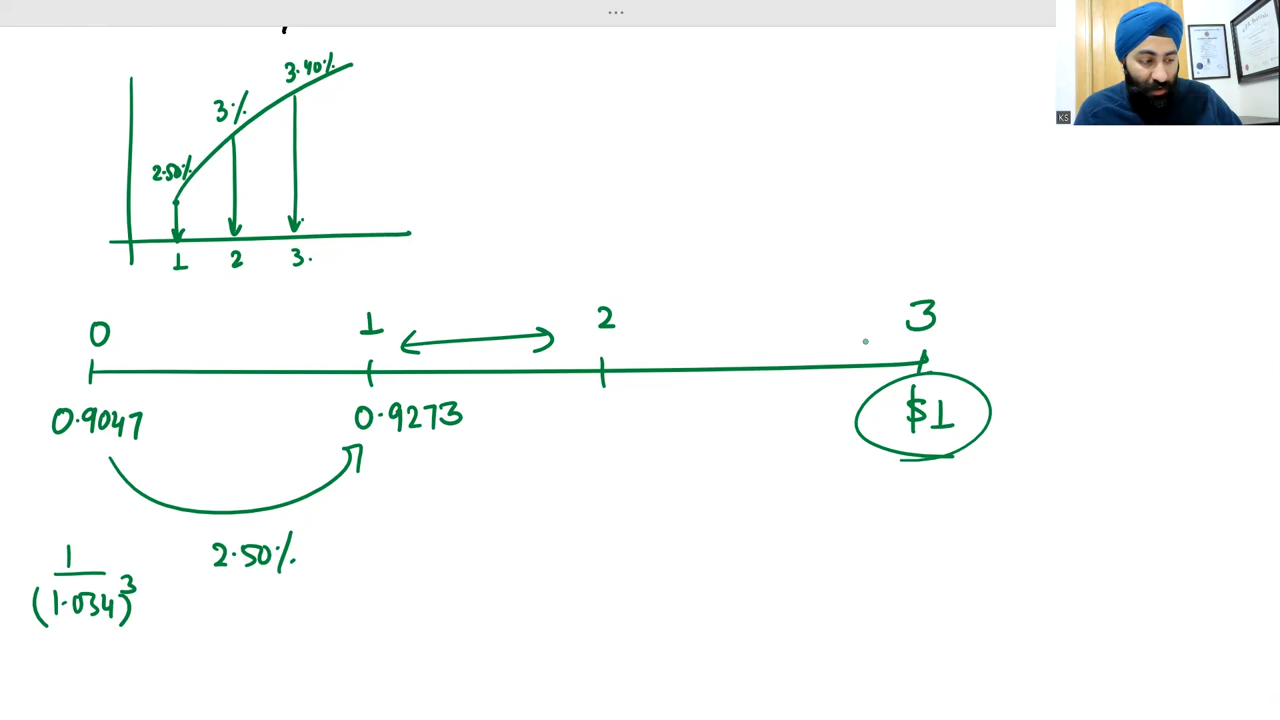 3.40%
3%
2.50%
1 2 3.
0 1 2 3
0.9047 0.9273 $1
2.50%
1
(1.034)³
KS